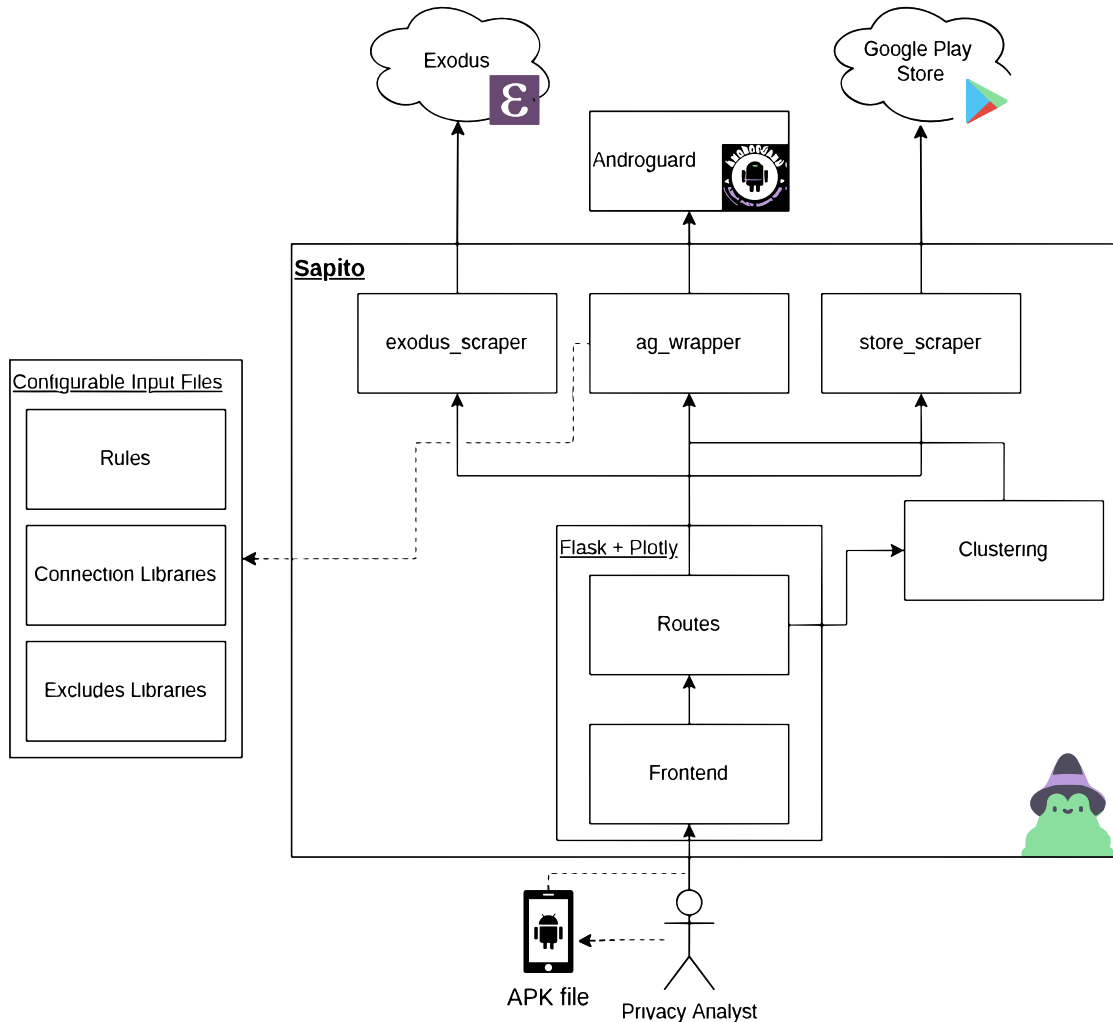 Exodus
ε
Google Play
Store
Androguard
Sapito
exodus_scraper
ag_wrapper
store_scraper
Configurable Input Files
Rules
Connection Libraries
Excludes Libraries
Flask + Plotly
Routes
Clustering
Frontend
APK file
Privacy Analyst